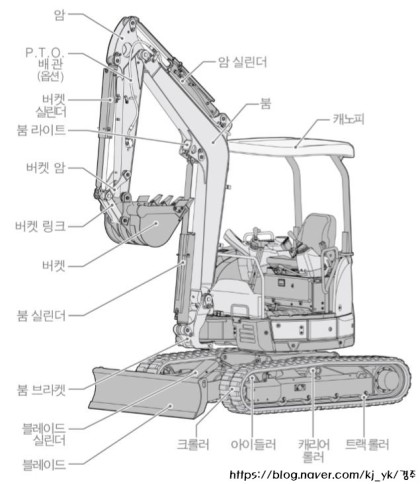 암
P.T.O.
배관
(옵션)
암 실린더
버켓
실린더
붐
캐노피
붐 라이트
버켓 암
버켓 링크
버켓
붐 실린더
붐 브라켓
블레이드
실린더
블레이드
크롤러
아이들러
캐리어
롤러
트랙롤러
https://blog.naver.com/kj_yk/경주